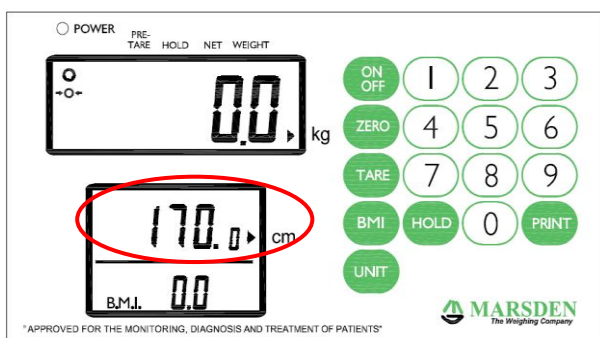 POWER
PRE-
TARE HOLD NET WEIGHT
0.0 kg
170.0 cm
B.M.I. 0.0
ON
OFF 1 2 3
ZERO 4 5 6
TARE 7 8 9
BMI HOLD 0 PRINT
UNIT
MARSDEN
The Weighing Company
"APPROVED FOR THE MONITORING, DIAGNOSIS AND TREATMENT OF PATIENTS"